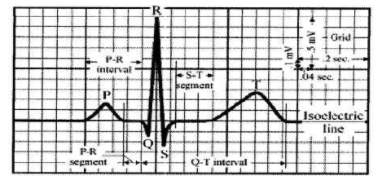 R
P-R
interval
S-T
segment
.1 mV
.5 mV
Grid
.2 sec.
.04 sec.
P
T
Isoelectric
line
Q
S
P-R
segment
Q-T interval